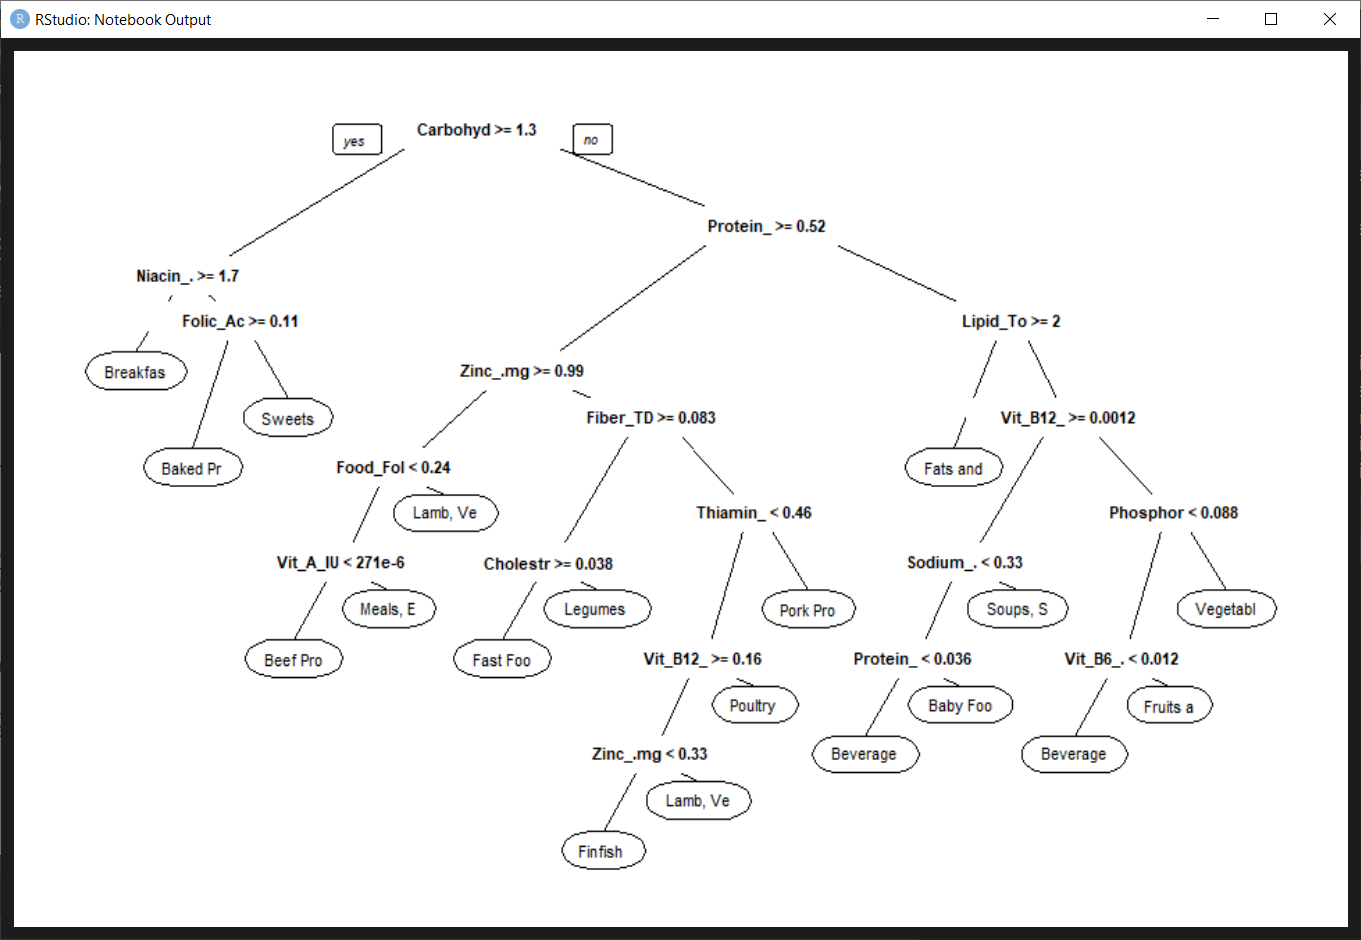 R RStudio: Notebook Output
yes
Carbohyd >= 1.3
no
Protein_ >= 0.52
Niacin_. >= 1.7
Folic_Ac >= 0.11
Lipid_To >= 2
Breakfas
Zinc_.mg >= 0.99
Sweets
Fiber_TD >= 0.083
Vit_B12_ >= 0.0012
Baked Pr
Food_Fol < 0.24
Fats and
Lamb, Ve
Thiamin_ < 0.46
Phosphor < 0.088
Vit_A_IU < 271e-6
Cholestr >= 0.038
Sodium_. < 0.33
Meals, E
Legumes
Pork Pro
Soups, S
Vegetabl
Beef Pro
Fast Foo
Vit_B12_ >= 0.16
Protein_ < 0.036
Vit_B6_. < 0.012
Poultry
Baby Foo
Fruits a
Zinc_.mg < 0.33
Beverage
Beverage
Lamb, Ve
Finfish